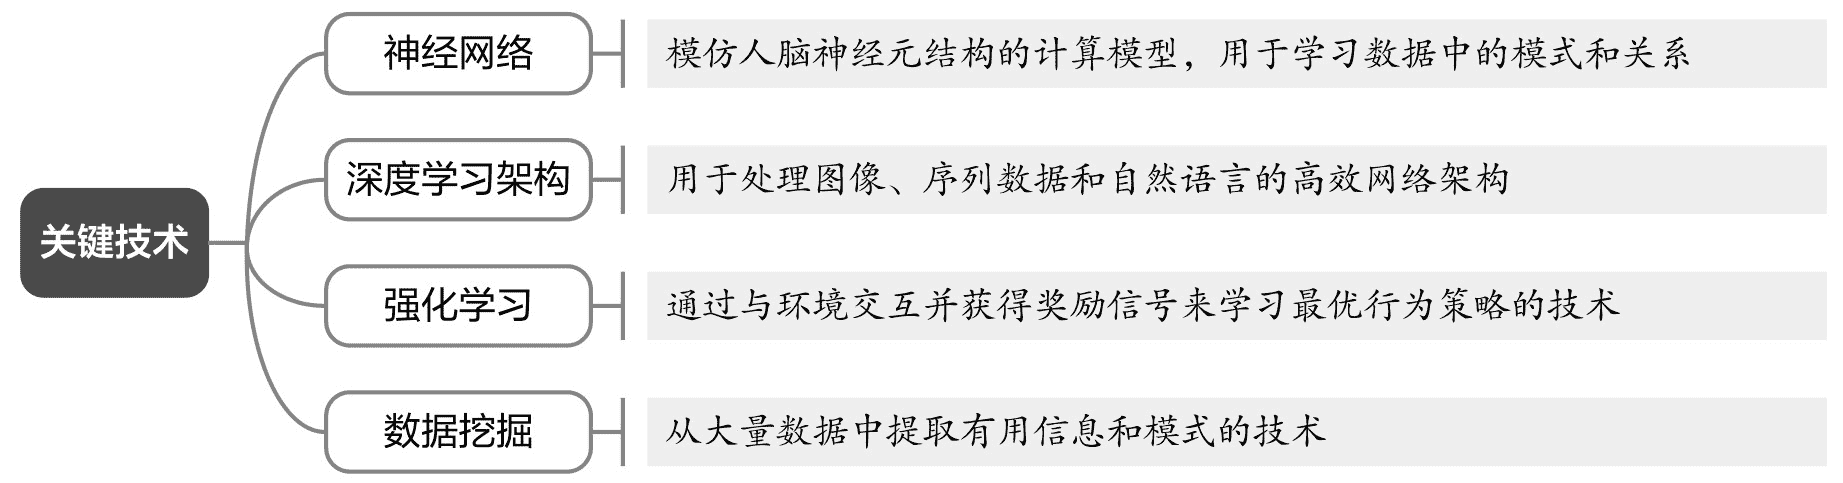 关键技术
神经网络
模仿人脑神经元结构的计算模型，用于学习数据中的模式和关系
深度学习架构
用于处理图像、序列数据和自然语言的高效网络架构
强化学习
通过与环境交互并获得奖励信号来学习最优行为策略的技术
数据挖掘
从大量数据中提取有用信息和模式的技术